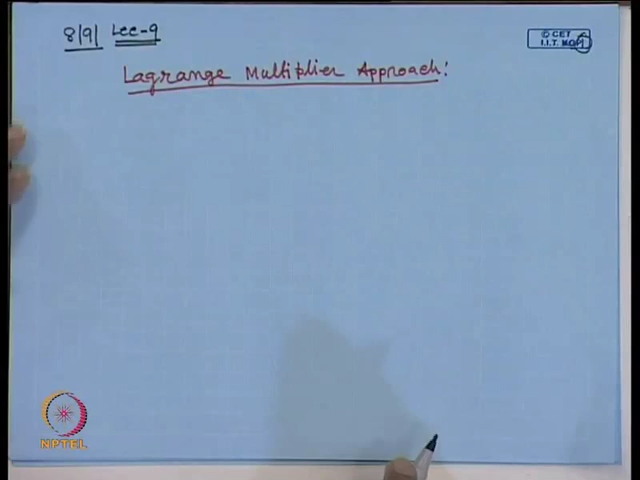 8/9/ Lec-9
© CET
I.I.T. KGP
Lagrange Multiplier Approach:
NPTEL